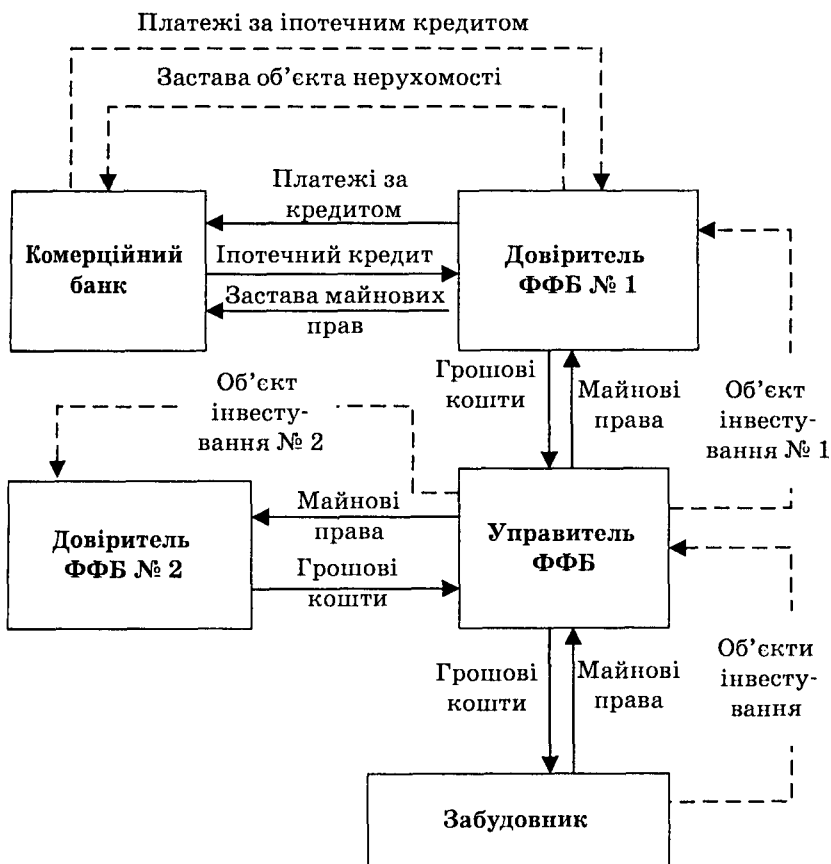 Платежі за іпотечним кредитом
Застава об’єкта нерухомості
Платежі за
кредитом
Комерційний
банк
Іпотечний кредит
Застава майнових
прав
Довіритель
ФФБ № 1
Грошові
кошти
Майнові
права
Об’єкт
інвесту-
вання № 1
Об’єкт
інвесту-
вання № 2
Довіритель
ФФБ № 2
Майнові
права
Грошові
кошти
Управитель
ФФБ
Грошові
кошти
Майнові
права
Об’єкти
інвесту-
вання
Забудовник